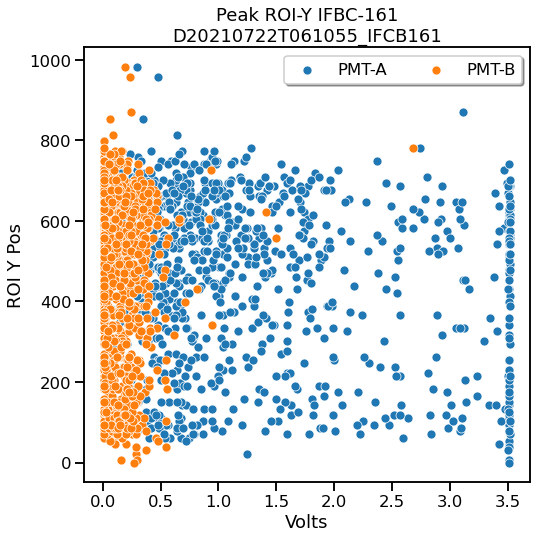 Peak ROI-Y IFBC-161
D20210722T061055_IFCB161
PMT-A PMT-B
ROI Y Pos
1000
800
600
400
200
0
0.0 0.5 1.0 1.5 2.0 2.5 3.0 3.5
Volts